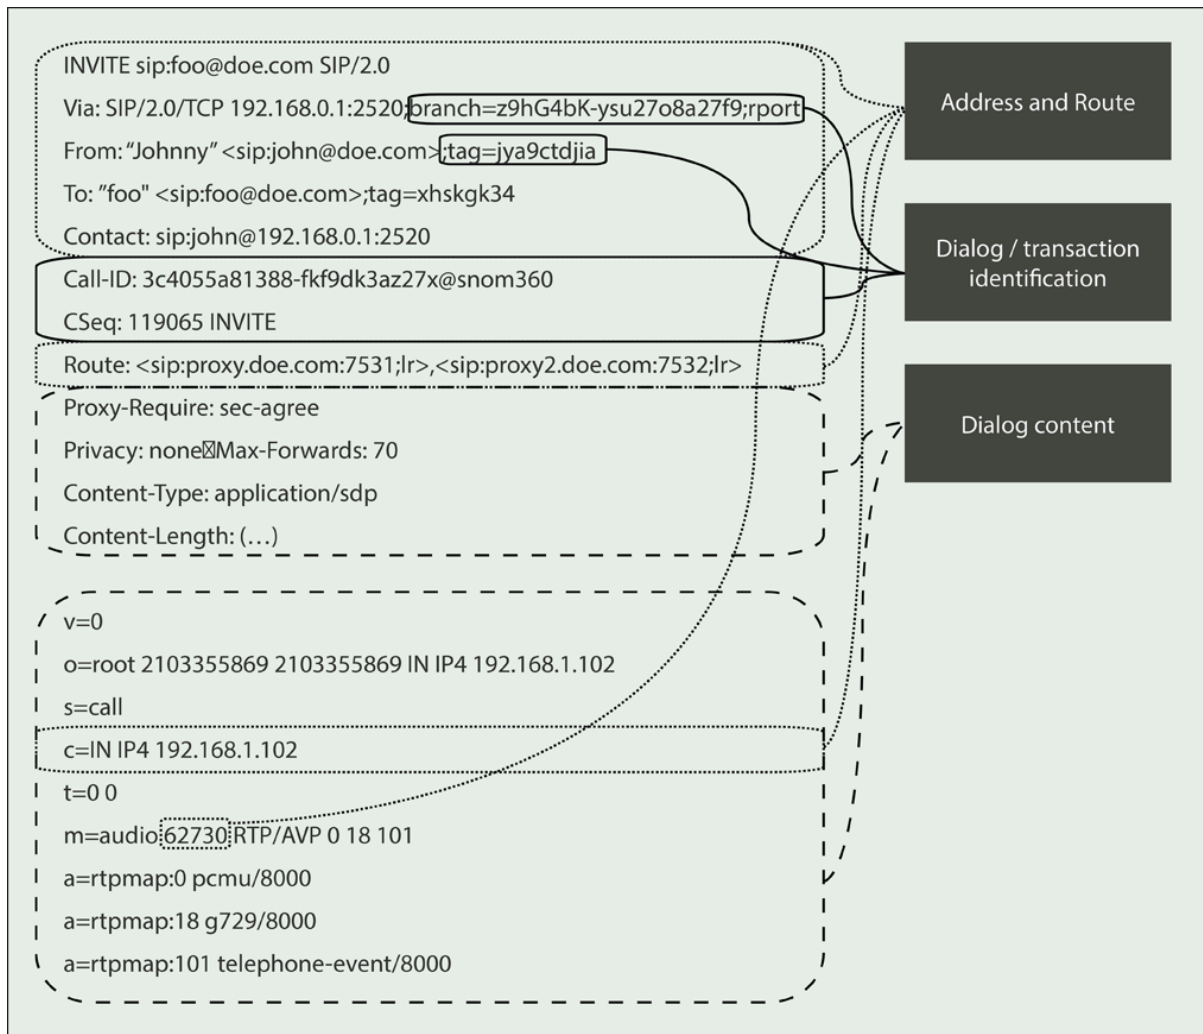 INVITE sip:foo@doe.com SIP/2.0
Via: SIP/2.0/TCP 192.168.0.1:2520;branch=z9hG4bK-ysu27o8a27f9;rport
From: “Johnny” <sip:john@doe.com>;tag=jya9ctdjia
To: ”foo" <sip:foo@doe.com>;tag=xhskgk34
Contact: sip:john@192.168.0.1:2520
Call-ID: 3c4055a81388-fkf9dk3az27x@snom360
CSeq: 119065 INVITE
Route: <sip:proxy.doe.com:7531;lr>,<sip:proxy2.doe.com:7532;lr>
Proxy-Require: sec-agree
Privacy: none☒Max-Forwards: 70
Content-Type: application/sdp
Content-Length: (…)
v=0
o=root 2103355869 2103355869 IN IP4 192.168.1.102
s=call
c=IN IP4 192.168.1.102
t=0 0
m=audio 62730 RTP/AVP 0 18 101
a=rtpmap:0 pcmu/8000
a=rtpmap:18 g729/8000
a=rtpmap:101 telephone-event/8000
Address and Route
Dialog / transaction
identification
Dialog content